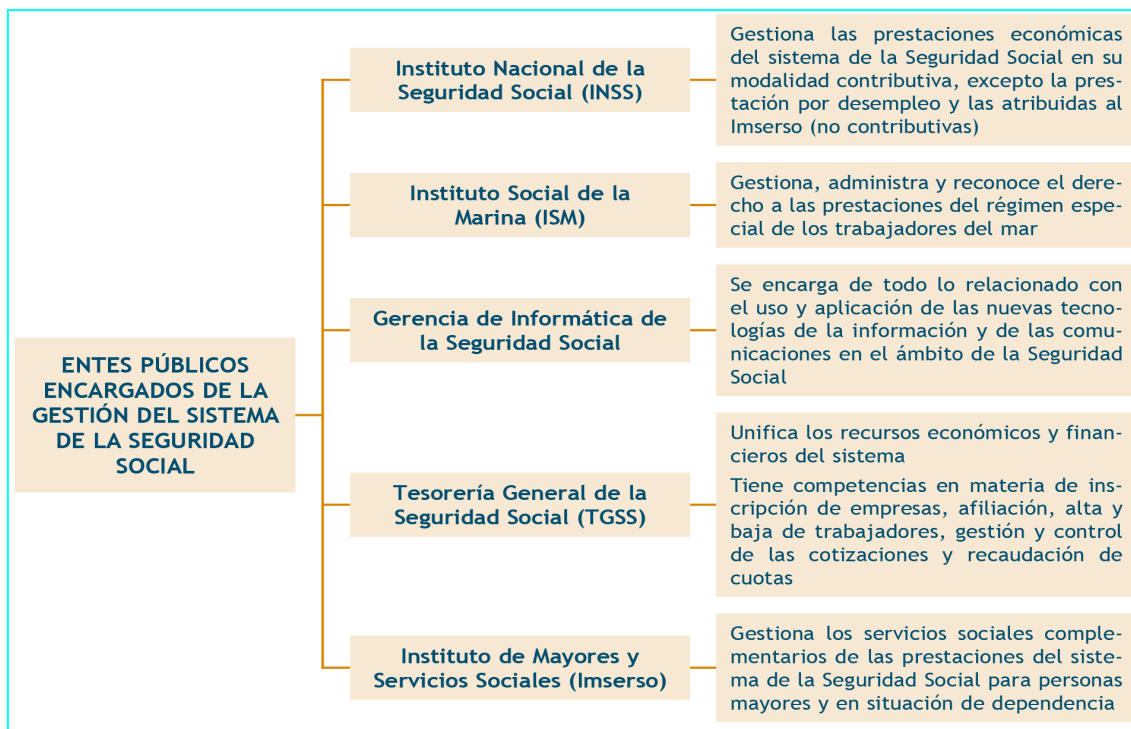 ENTES PÚBLICOS
ENCARGADOS DE LA
GESTIÓN DEL SISTEMA
DE LA SEGURIDAD
SOCIAL
Instituto Nacional de la
Seguridad Social (INSS)
Gestiona las prestaciones económicas
del sistema de la Seguridad Social en su
modalidad contributiva, excepto la pres-
tación por desempleo y las atribuidas al
Imserso (no contributivas)
Instituto Social de la
Marina (ISM)
Gestiona, administra y reconoce el dere-
cho a las prestaciones del régimen espe-
cial de los trabajadores del mar
Gerencia de Informática de
la Seguridad Social
Se encarga de todo lo relacionado con
el uso y aplicación de las nuevas tecno-
logías de la información y de las comu-
nicaciones en el ámbito de la Seguridad
Social
Tesorería General de la
Seguridad Social (TGSS)
Unifica los recursos económicos y finan-
cieros del sistema
Tiene competencias en materia de ins-
cripción de empresas, afiliación, alta y
baja de trabajadores, gestión y control
de las cotizaciones y recaudación de
cuotas
Instituto de Mayores y
Servicios Sociales (Imserso)
Gestiona los servicios sociales comple-
mentarios de las prestaciones del siste-
ma de la Seguridad Social para personas
mayores y en situación de dependencia